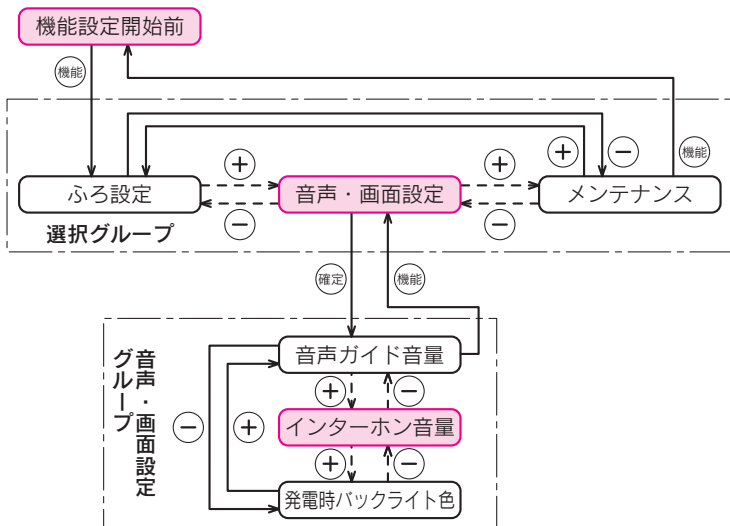 機能設定開始前
機能
＋
−
機能
＋
＋
ふろ設定
音声・画面設定
メンテナンス
−
−
選択グループ
確定
機能
音声・画面設定
グループ
音声ガイド音量
＋
−
−
＋
インターホン音量
＋
−
発電時バックライト色